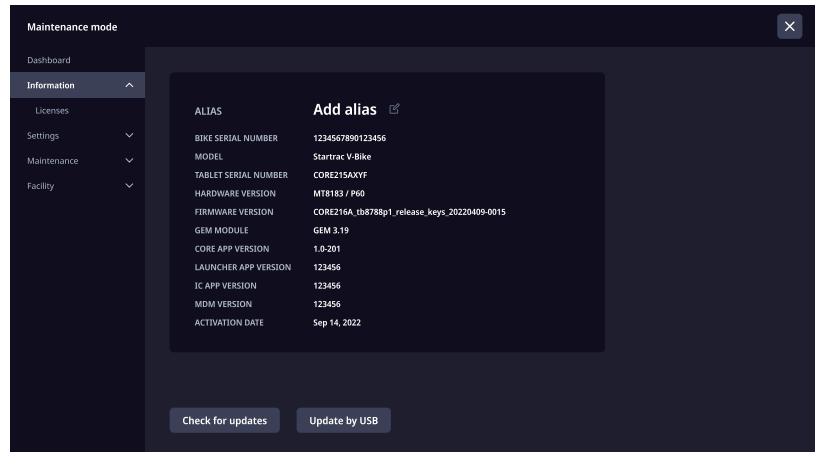 Maintenance mode
Dashboard
Information
Licenses
Settings
Maintenance
Facility
ALIAS Add alias
BIKE SERIAL NUMBER 1234567890123456
MODEL Startrac V-Bike
TABLET SERIAL NUMBER CORE215AXYF
HARDWARE VERSION MT8183 / P60
FIRMWARE VERSION CORE216A_tb8788p1_release_keys_20220409-0015
GEM MODULE GEM 3.19
CORE APP VERSION 1.0-201
LAUNCHER APP VERSION 123456
IC APP VERSION 123456
MDM VERSION 123456
ACTIVATION DATE Sep 14, 2022
Check for updates Update by USB